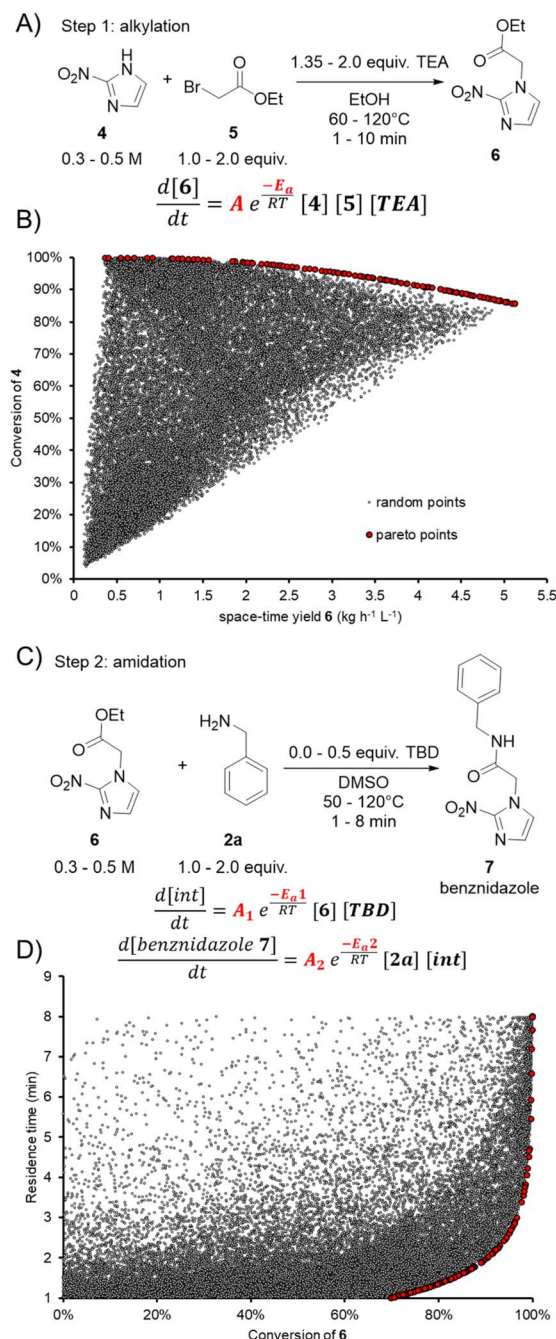 A) Step 1: alkylation
H
N
NO₂
N
4
0.3 - 0.5 M
+
Br
O
O
Et
5
1.0 - 2.0 equiv.
1.35 - 2.0 equiv. TEA
EtOH
60 - 120°C
1 - 10 min
OEt
O
N
NO₂
N
6
d[6]/dt = A e^(-Ea/RT) [4] [5] [TEA]
B)
100%
90%
80%
70%
60%
50%
40%
30%
20%
10%
0%
Conversion of 4
random points
pareto points
0 0.5 1 1.5 2 2.5 3 3.5 4 4.5 5 5.5
space-time yield 6 (kg h⁻¹ L⁻¹)
C) Step 2: amidation
OEt
O
N
NO₂
N
6
0.3 - 0.5 M
+
H₂N
2a
1.0 - 2.0 equiv.
0.0 - 0.5 equiv. TBD
DMSO
50 - 120°C
1 - 8 min
NH
O
N
NO₂
N
7
benznidazole
d[int]/dt = A₁ e^(-Ea1/RT) [6] [TBD]
D)
d[benznidazole 7]/dt = A₂ e^(-Ea2/RT) [2a] [int]
9
8
7
6
5
4
3
2
1
Residence time (min)
0% 20% 40% 60% 80% 100%
Conversion of 6